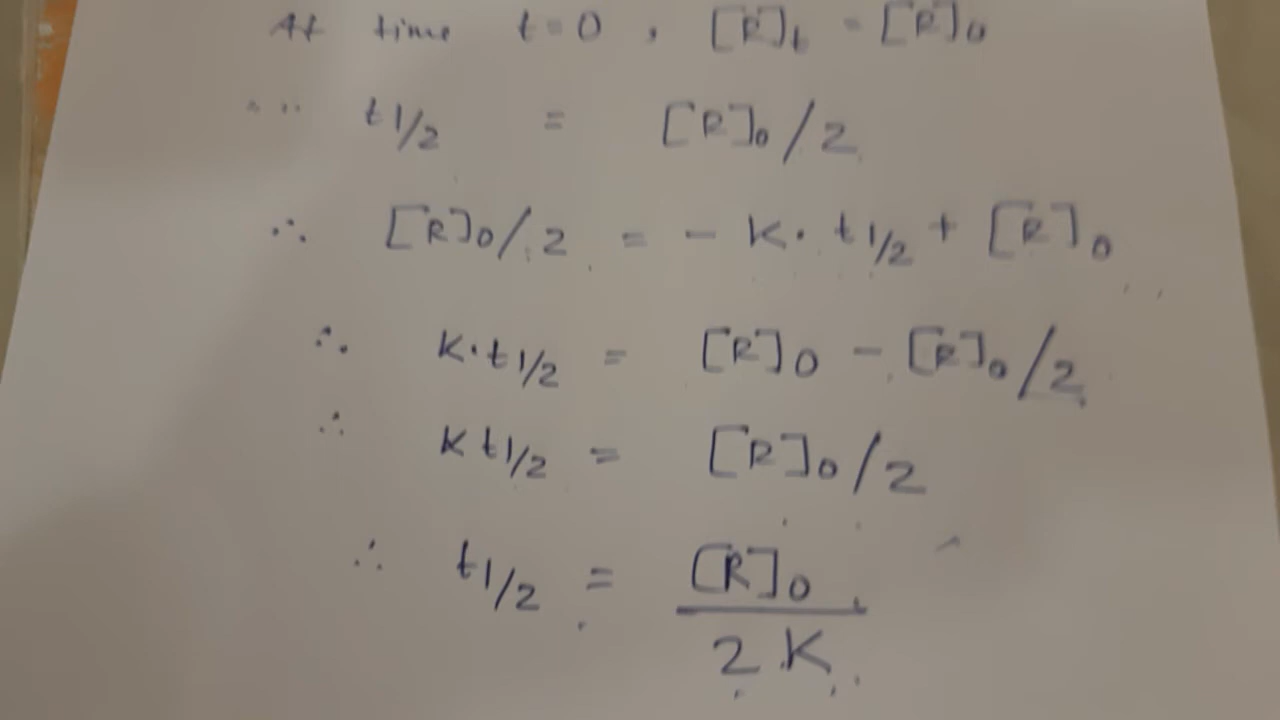 At time t=0 , [R]t = [R]0
" " t1/2 = [R]0/2
∴ [R]0/2 = - K. t1/2 + [R]0
∴ K.t1/2 = [R]0 - [R]0/2
∴ Kt1/2 = [R]0/2
∴ t1/2 = [R]0 / 2K